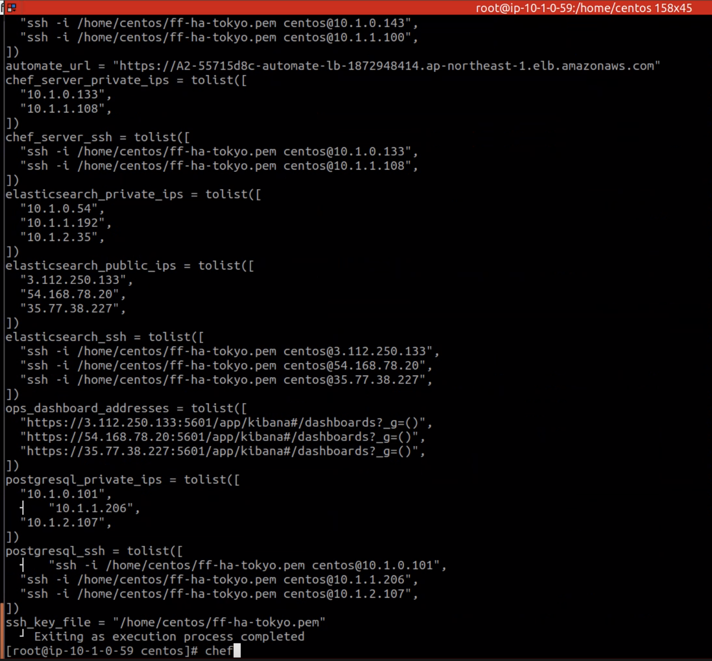 root@ip-10-1-0-59:/home/centos 158x45
"ssh -i /home/centos/ff-ha-tokyo.pem centos@10.1.0.143",
"ssh -i /home/centos/ff-ha-tokyo.pem centos@10.1.1.100",
])
automate_url = "https://A2-55715d8c-automate-lb-1872948414.ap-northeast-1.elb.amazonaws.com"
chef_server_private_ips = tolist([
"10.1.0.133",
"10.1.1.108",
])
chef_server_ssh = tolist([
"ssh -i /home/centos/ff-ha-tokyo.pem centos@10.1.0.133",
"ssh -i /home/centos/ff-ha-tokyo.pem centos@10.1.1.108",
])
elasticsearch_private_ips = tolist([
"10.1.0.54",
"10.1.1.192",
"10.1.2.35",
])
elasticsearch_public_ips = tolist([
"3.112.250.133",
"54.168.78.20",
"35.77.38.227",
])
elasticsearch_ssh = tolist([
"ssh -i /home/centos/ff-ha-tokyo.pem centos@3.112.250.133",
"ssh -i /home/centos/ff-ha-tokyo.pem centos@54.168.78.20",
"ssh -i /home/centos/ff-ha-tokyo.pem centos@35.77.38.227",
])
ops_dashboard_addresses = tolist([
"https://3.112.250.133:5601/app/kibana#/dashboards?_g=()",
"https://54.168.78.20:5601/app/kibana#/dashboards?_g=()",
"https://35.77.38.227:5601/app/kibana#/dashboards?_g=()",
])
postgresql_private_ips = tolist([
"10.1.0.101",
┤    "10.1.1.206",
"10.1.2.107",
])
postgresql_ssh = tolist([
┤    "ssh -i /home/centos/ff-ha-tokyo.pem centos@10.1.0.101",
"ssh -i /home/centos/ff-ha-tokyo.pem centos@10.1.1.206",
"ssh -i /home/centos/ff-ha-tokyo.pem centos@10.1.2.107",
])
ssh_key_file = "/home/centos/ff-ha-tokyo.pem"
┘ Exiting as execution process completed
[root@ip-10-1-0-59 centos]# chef